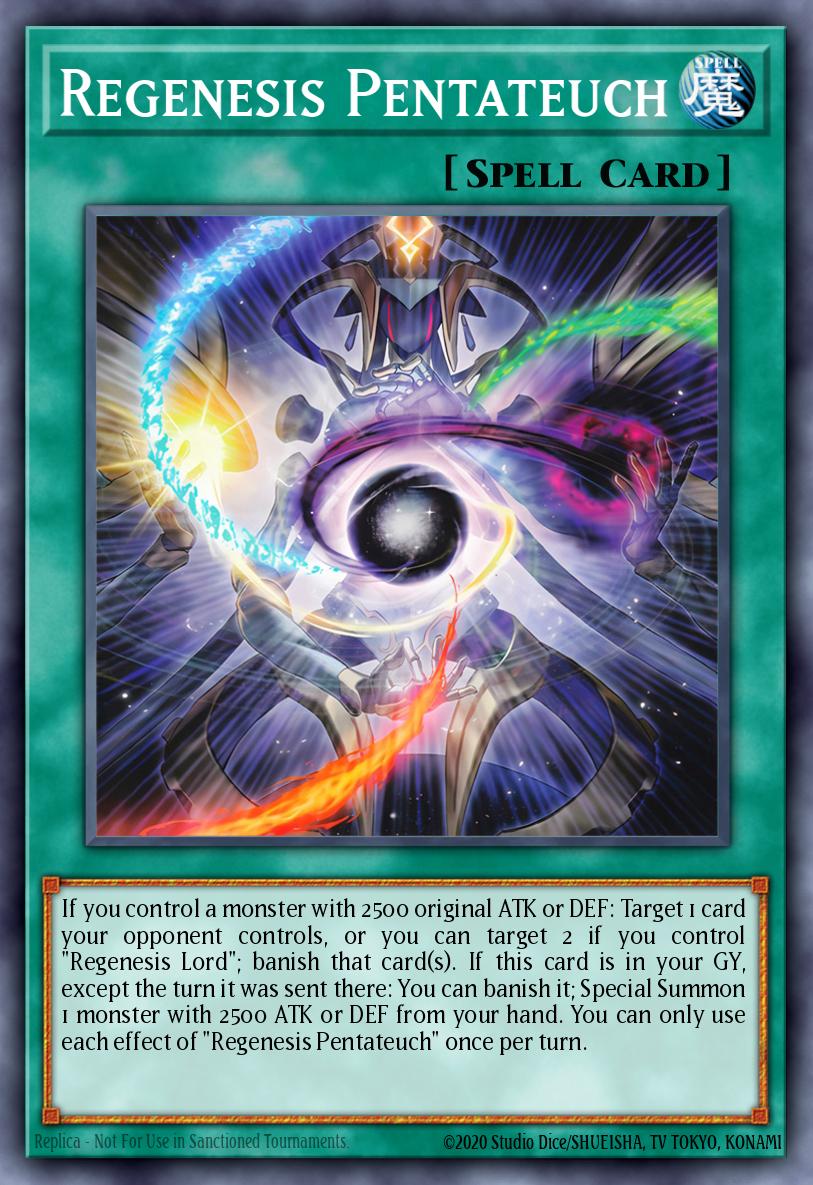 Regenesis Pentateuch
SPELL
魔
[Spell Card]
If you control a monster with 2500 original ATK or DEF: Target 1 card
your opponent controls, or you can target 2 if you control
"Regenesis Lord"; banish that card(s). If this card is in your GY,
except the turn it was sent there: You can banish it; Special Summon
1 monster with 2500 ATK or DEF from your hand. You can only use
each effect of "Regenesis Pentateuch" once per turn.
Replica - Not For Use in Sanctioned Tournaments.
©2020 Studio Dice/SHUEISHA, TV TOKYO, KONAMI